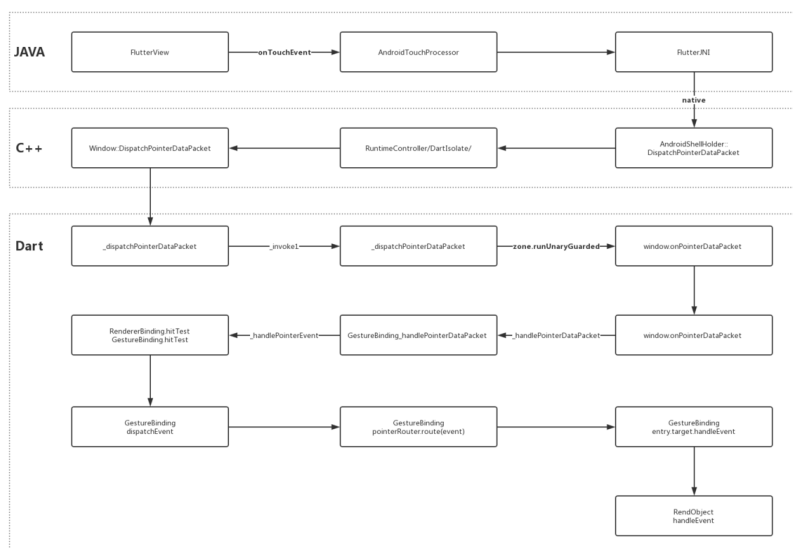 JAVA
FlutterView
onTouchEvent
AndroidTouchProcessor
FlutterJNI
native
C++
Window::DispatchPointerDataPacket
RuntimeController/DartIsolate/
AndroidShellHolder::
DispatchPointerDataPacket
Dart
_dispatchPointerDataPacket
_invoke1
_dispatchPointerDataPacket
zone.runUnaryGuarded
window.onPointerDataPacket
RendererBinding.hitTest
GestureBinding.hitTest
_handlePointerEvent
GestureBinding_handlePointerDataPacket
_handlePointerDataPacket
window.onPointerDataPacket
GestureBinding
dispatchEvent
GestureBinding
pointerRouter.route(event)
GestureBinding
entry.target.handleEvent
RendObject
handleEvent